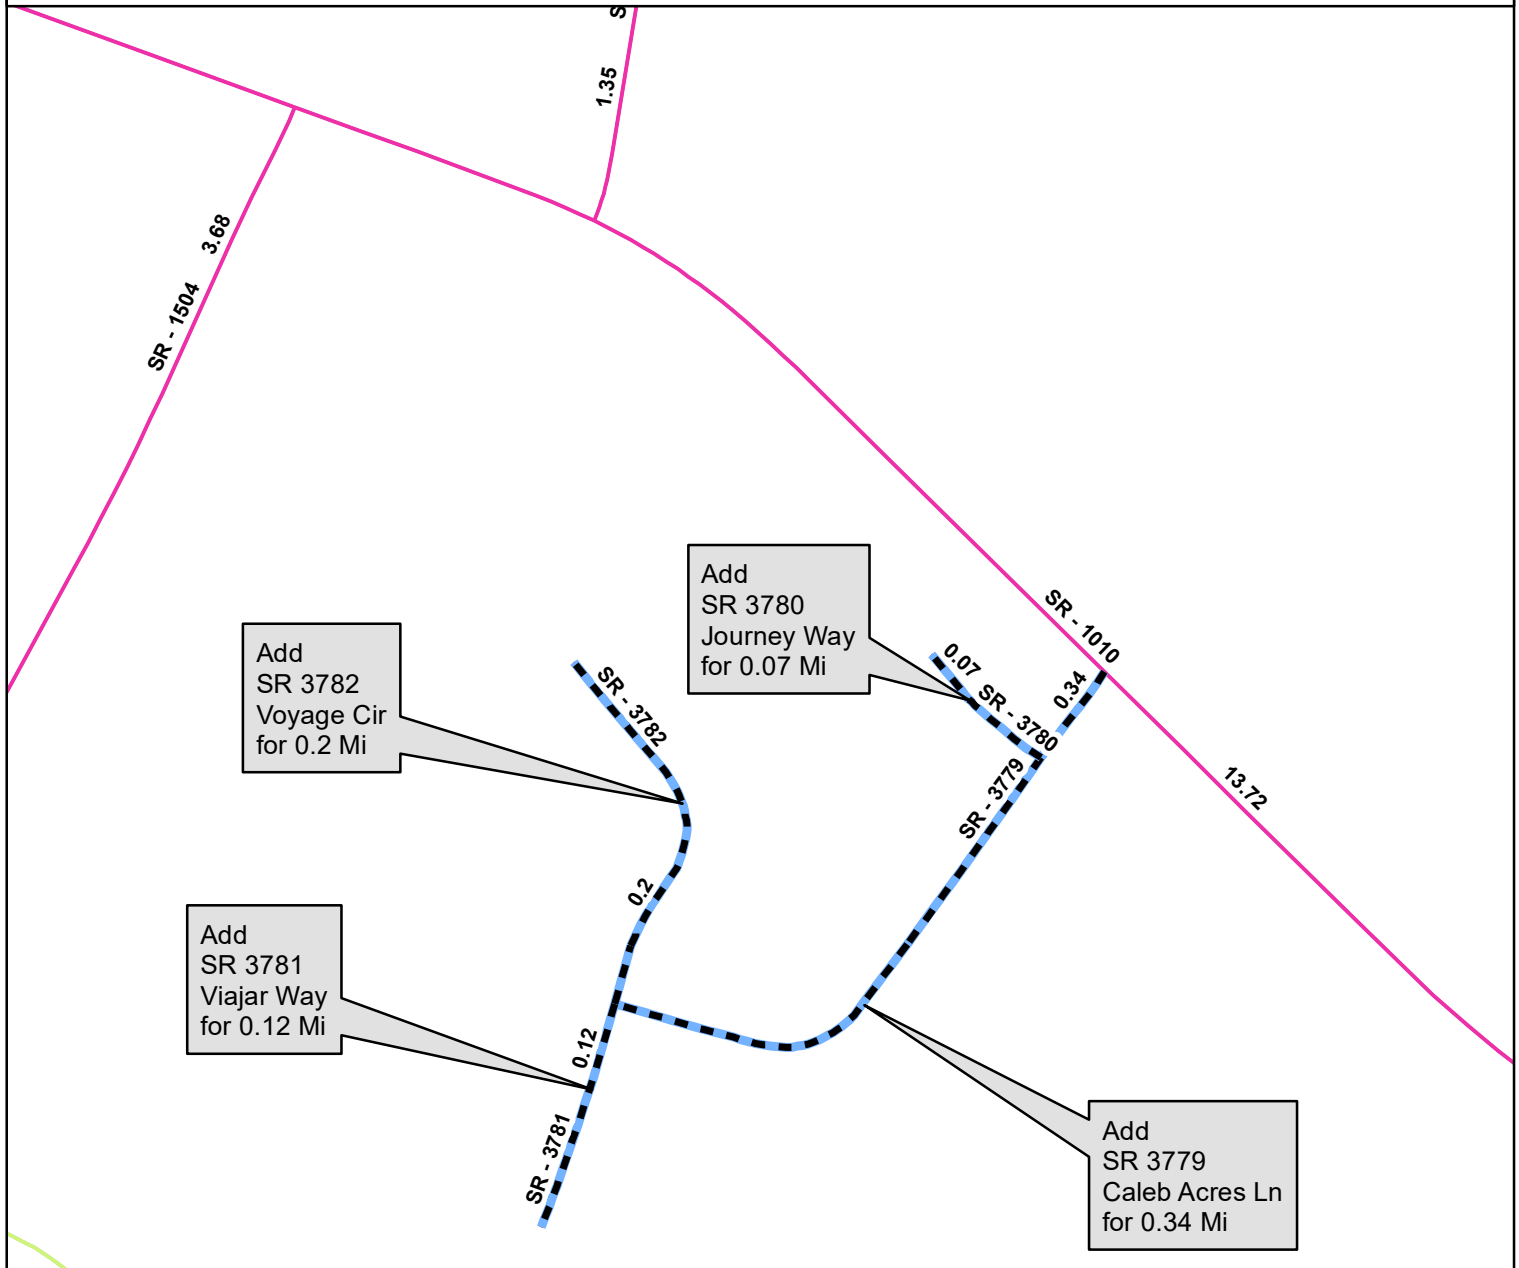 S
1.35
3.68
SR - 1504
Add
SR 3780
Journey Way
for 0.07 Mi
SR - 1010
0.07
SR - 3780
0.34
SR - 3779
13.72
Add
SR 3782
Voyage Cir
for 0.2 Mi
SR - 3782
0.2
Add
SR 3781
Viajar Way
for 0.12 Mi
0.12
SR - 3781
Add
SR 3779
Caleb Acres Ln
for 0.34 Mi